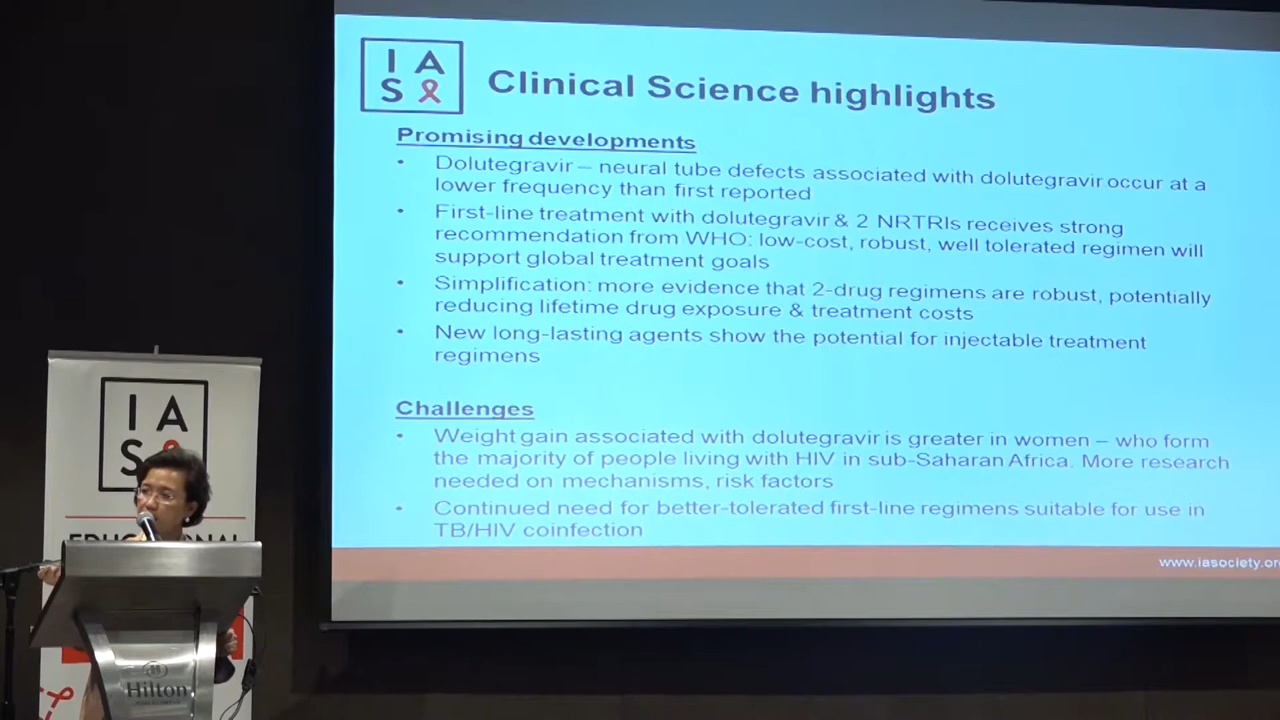 I A
S
Clinical Science highlights
Promising developments
• Dolutegravir – neural tube defects associated with dolutegravir occur at a
lower frequency than first reported
• First-line treatment with dolutegravir & 2 NRTRIs receives strong
recommendation from WHO: low-cost, robust, well tolerated regimen will
support global treatment goals
• Simplification: more evidence that 2-drug regimens are robust, potentially
reducing lifetime drug exposure & treatment costs
• New long-lasting agents show the potential for injectable treatment
regimens
Challenges
• Weight gain associated with dolutegravir is greater in women – who form
the majority of people living with HIV in sub-Saharan Africa. More research
needed on mechanisms, risk factors
• Continued need for better-tolerated first-line regimens suitable for use in
TB/HIV coinfection
www.iasociety.or
I A
S
Hilton